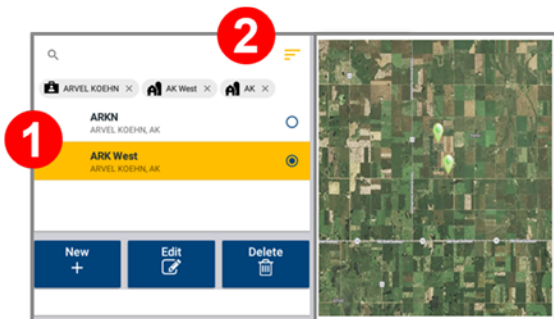 2
ARVEL KOEHN × AK West × AK ×
1
ARKN
ARVEL KOEHN, AK
ARK West
ARVEL KOEHN, AK
New
+
Edit
Delete